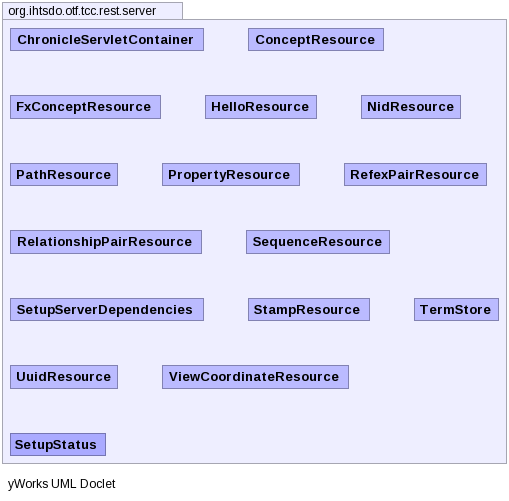 org.ihtsdo.otf.tcc.rest.server
ChronicleServletContainer ConceptResource
FxConceptResource HelloResource NidResource
PathResource PropertyResource RefexPairResource
RelationshipPairResource SequenceResource
SetupServerDependencies StampResource TermStore
UuidResource ViewCoordinateResource
SetupStatus
yWorks UML Doclet